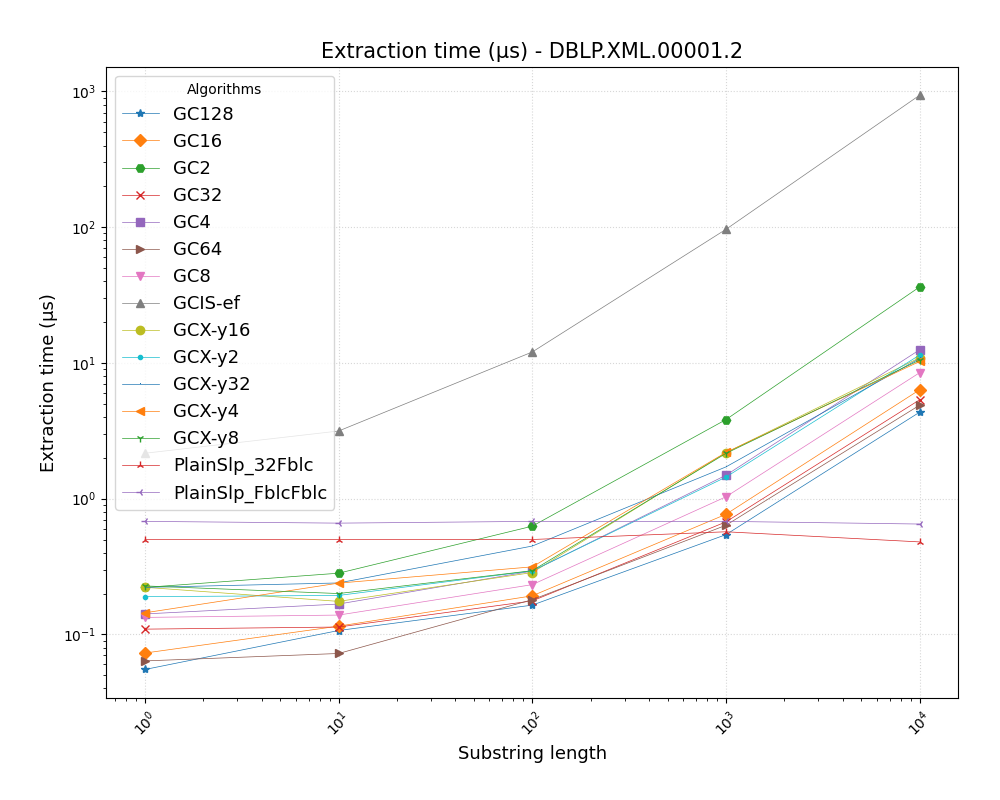 Extraction time (µs) - DBLP.XML.00001.2
Extraction time (µs)
10³
10²
10¹
10⁰
10⁻¹
Algorithms
GC128
GC16
GC2
GC32
GC4
GC64
GC8
GCIS-ef
GCX-y16
GCX-y2
GCX-y32
GCX-y4
GCX-y8
PlainSlp_32Fblc
PlainSlp_FblcFblc
10⁰ 10¹ 10² 10³ 10⁴
Substring length